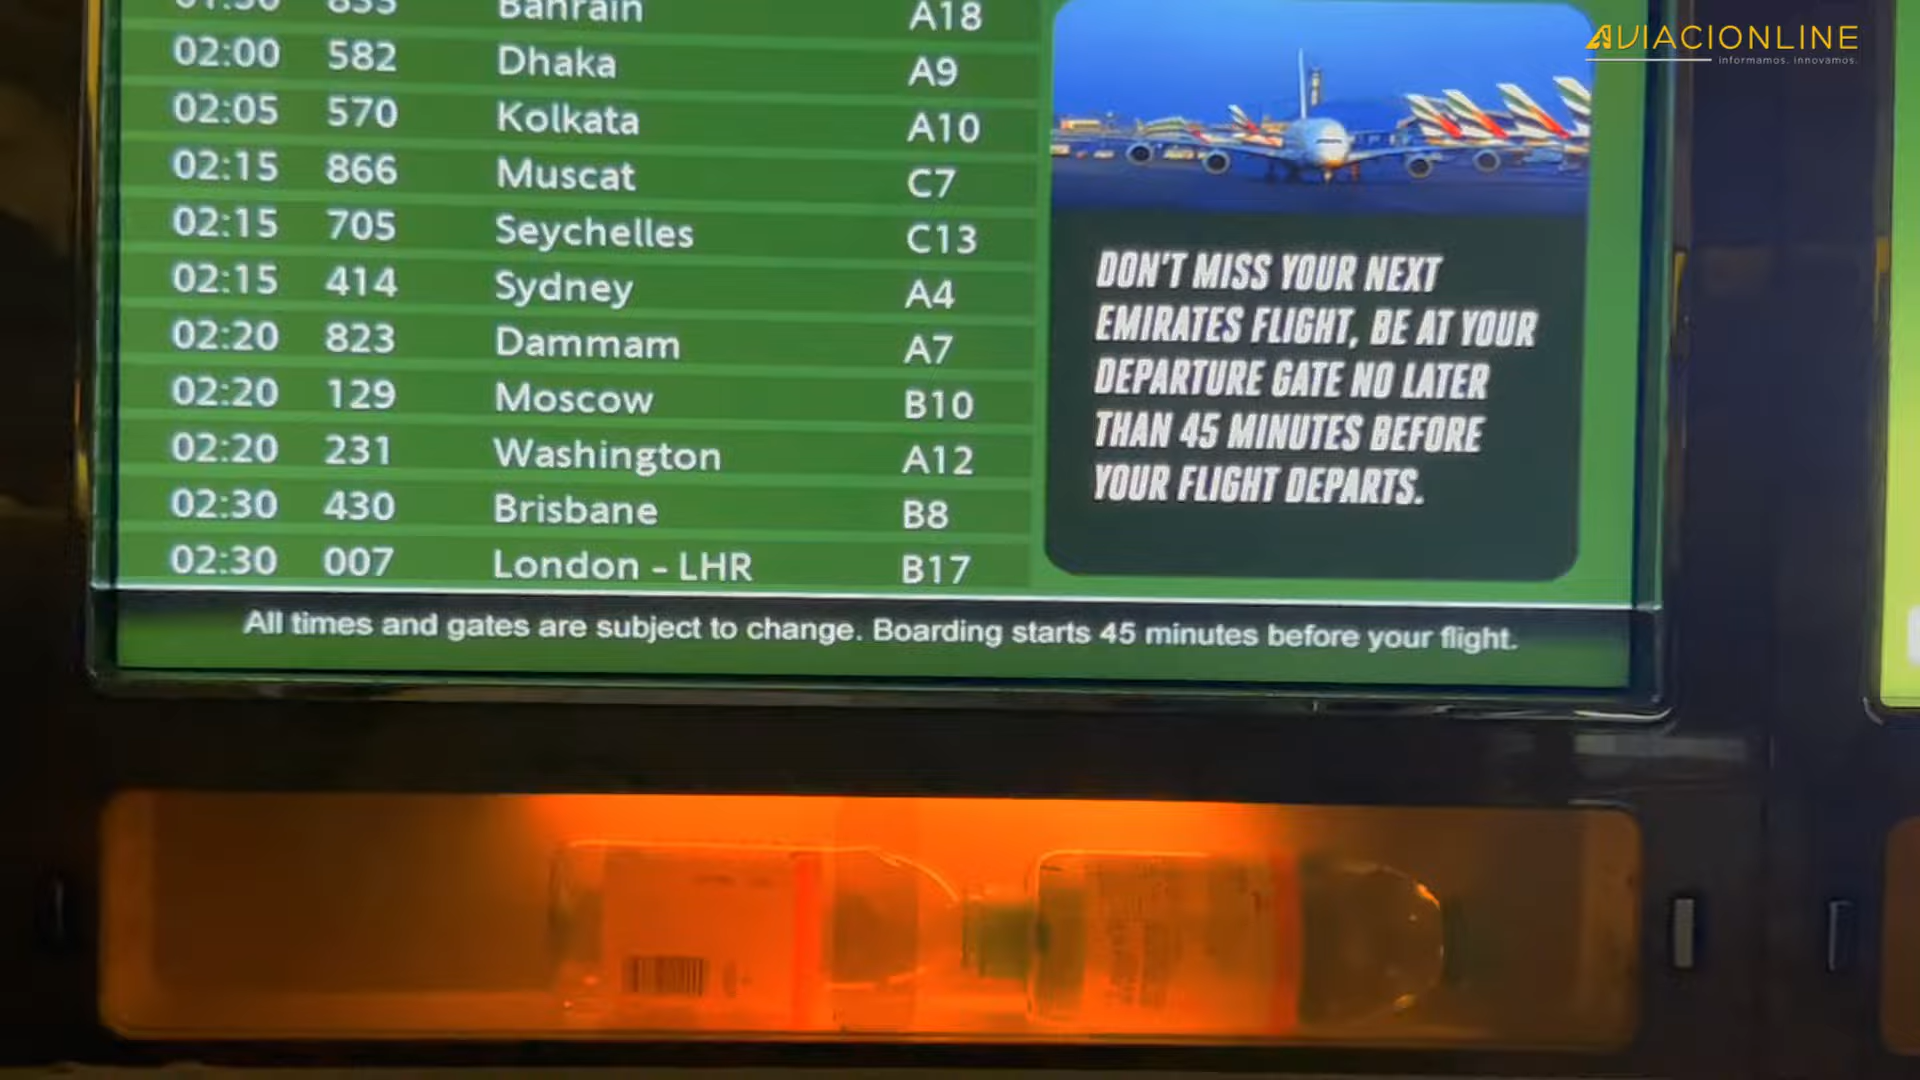 AVIACIONLINE
informamos. innovamos.
835 Bahrain A18
02:00 582 Dhaka A9
02:05 570 Kolkata A10
02:15 866 Muscat C7
02:15 705 Seychelles C13
02:15 414 Sydney A4
02:20 823 Dammam A7
02:20 129 Moscow B10
02:20 231 Washington A12
02:30 430 Brisbane B8
02:30 007 London - LHR B17
DON'T MISS YOUR NEXT
EMIRATES FLIGHT, BE AT YOUR
DEPARTURE GATE NO LATER
THAN 45 MINUTES BEFORE
YOUR FLIGHT DEPARTS.
All times and gates are subject to change. Boarding starts 45 minutes before your flight.